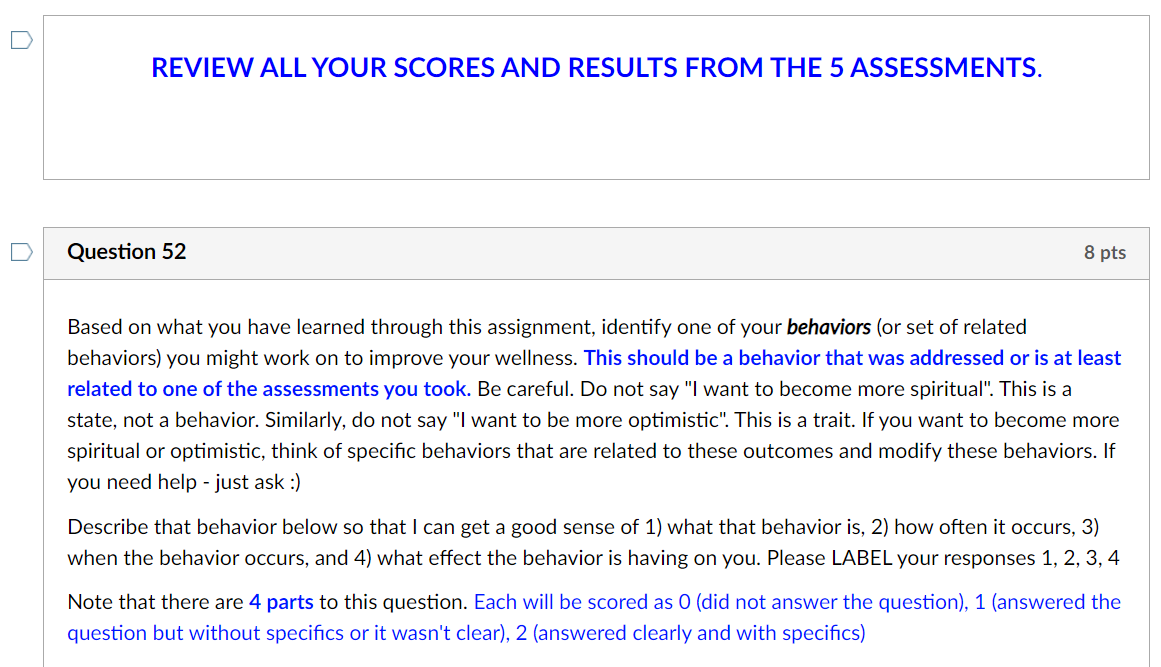 REVIEW ALL YOUR SCORES AND RESULTS FROM THE 5 ASSESSMENTS.
Question 52
8 pts
Based on what you have learned through this assignment, identify one of your behaviors (or set of related
behaviors) you might work on to improve your wellness. This should be a behavior that was addressed or is at least
related to one of the assessments you took. Be careful. Do not say "I want to become more spiritual". This is a
state, not a behavior. Similarly, do not say "I want to be more optimistic". This is a trait. If you want to become more
spiritual or optimistic, think of specific behaviors that are related to these outcomes and modify these behaviors. If
you need help - just ask :)
Describe that behavior below so that I can get a good sense of 1) what that behavior is, 2) how often it occurs, 3)
when the behavior occurs, and 4) what effect the behavior is having on you. Please LABEL your responses 1, 2, 3, 4
Note that there are 4 parts to this question. Each will be scored as 0 (did not answer the question), 1 (answered the
question but without specifics or it wasn't clear), 2 (answered clearly and with specifics)